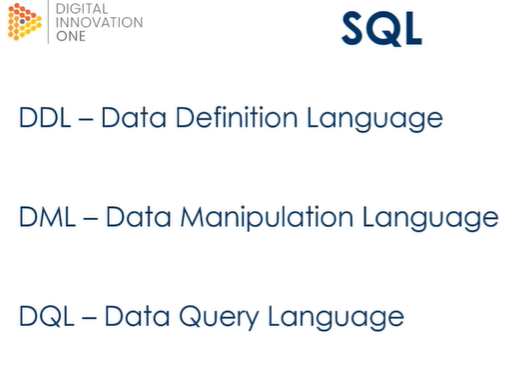 DIGITAL
INNOVATION
ONE
SQL
DDL – Data Definition Language
DML – Data Manipulation Language
DQL – Data Query Language